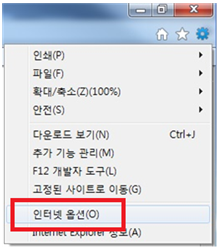 인쇄(P)
파일(F)
확대/축소(Z)(100%)
안전(S)
다운로드 보기(N) Ctrl+J
추가 기능 관리(M)
F12 개발자 도구(L)
고정된 사이트로 이동(G)
인터넷 옵션(O)
Internet Explorer 정보(A)